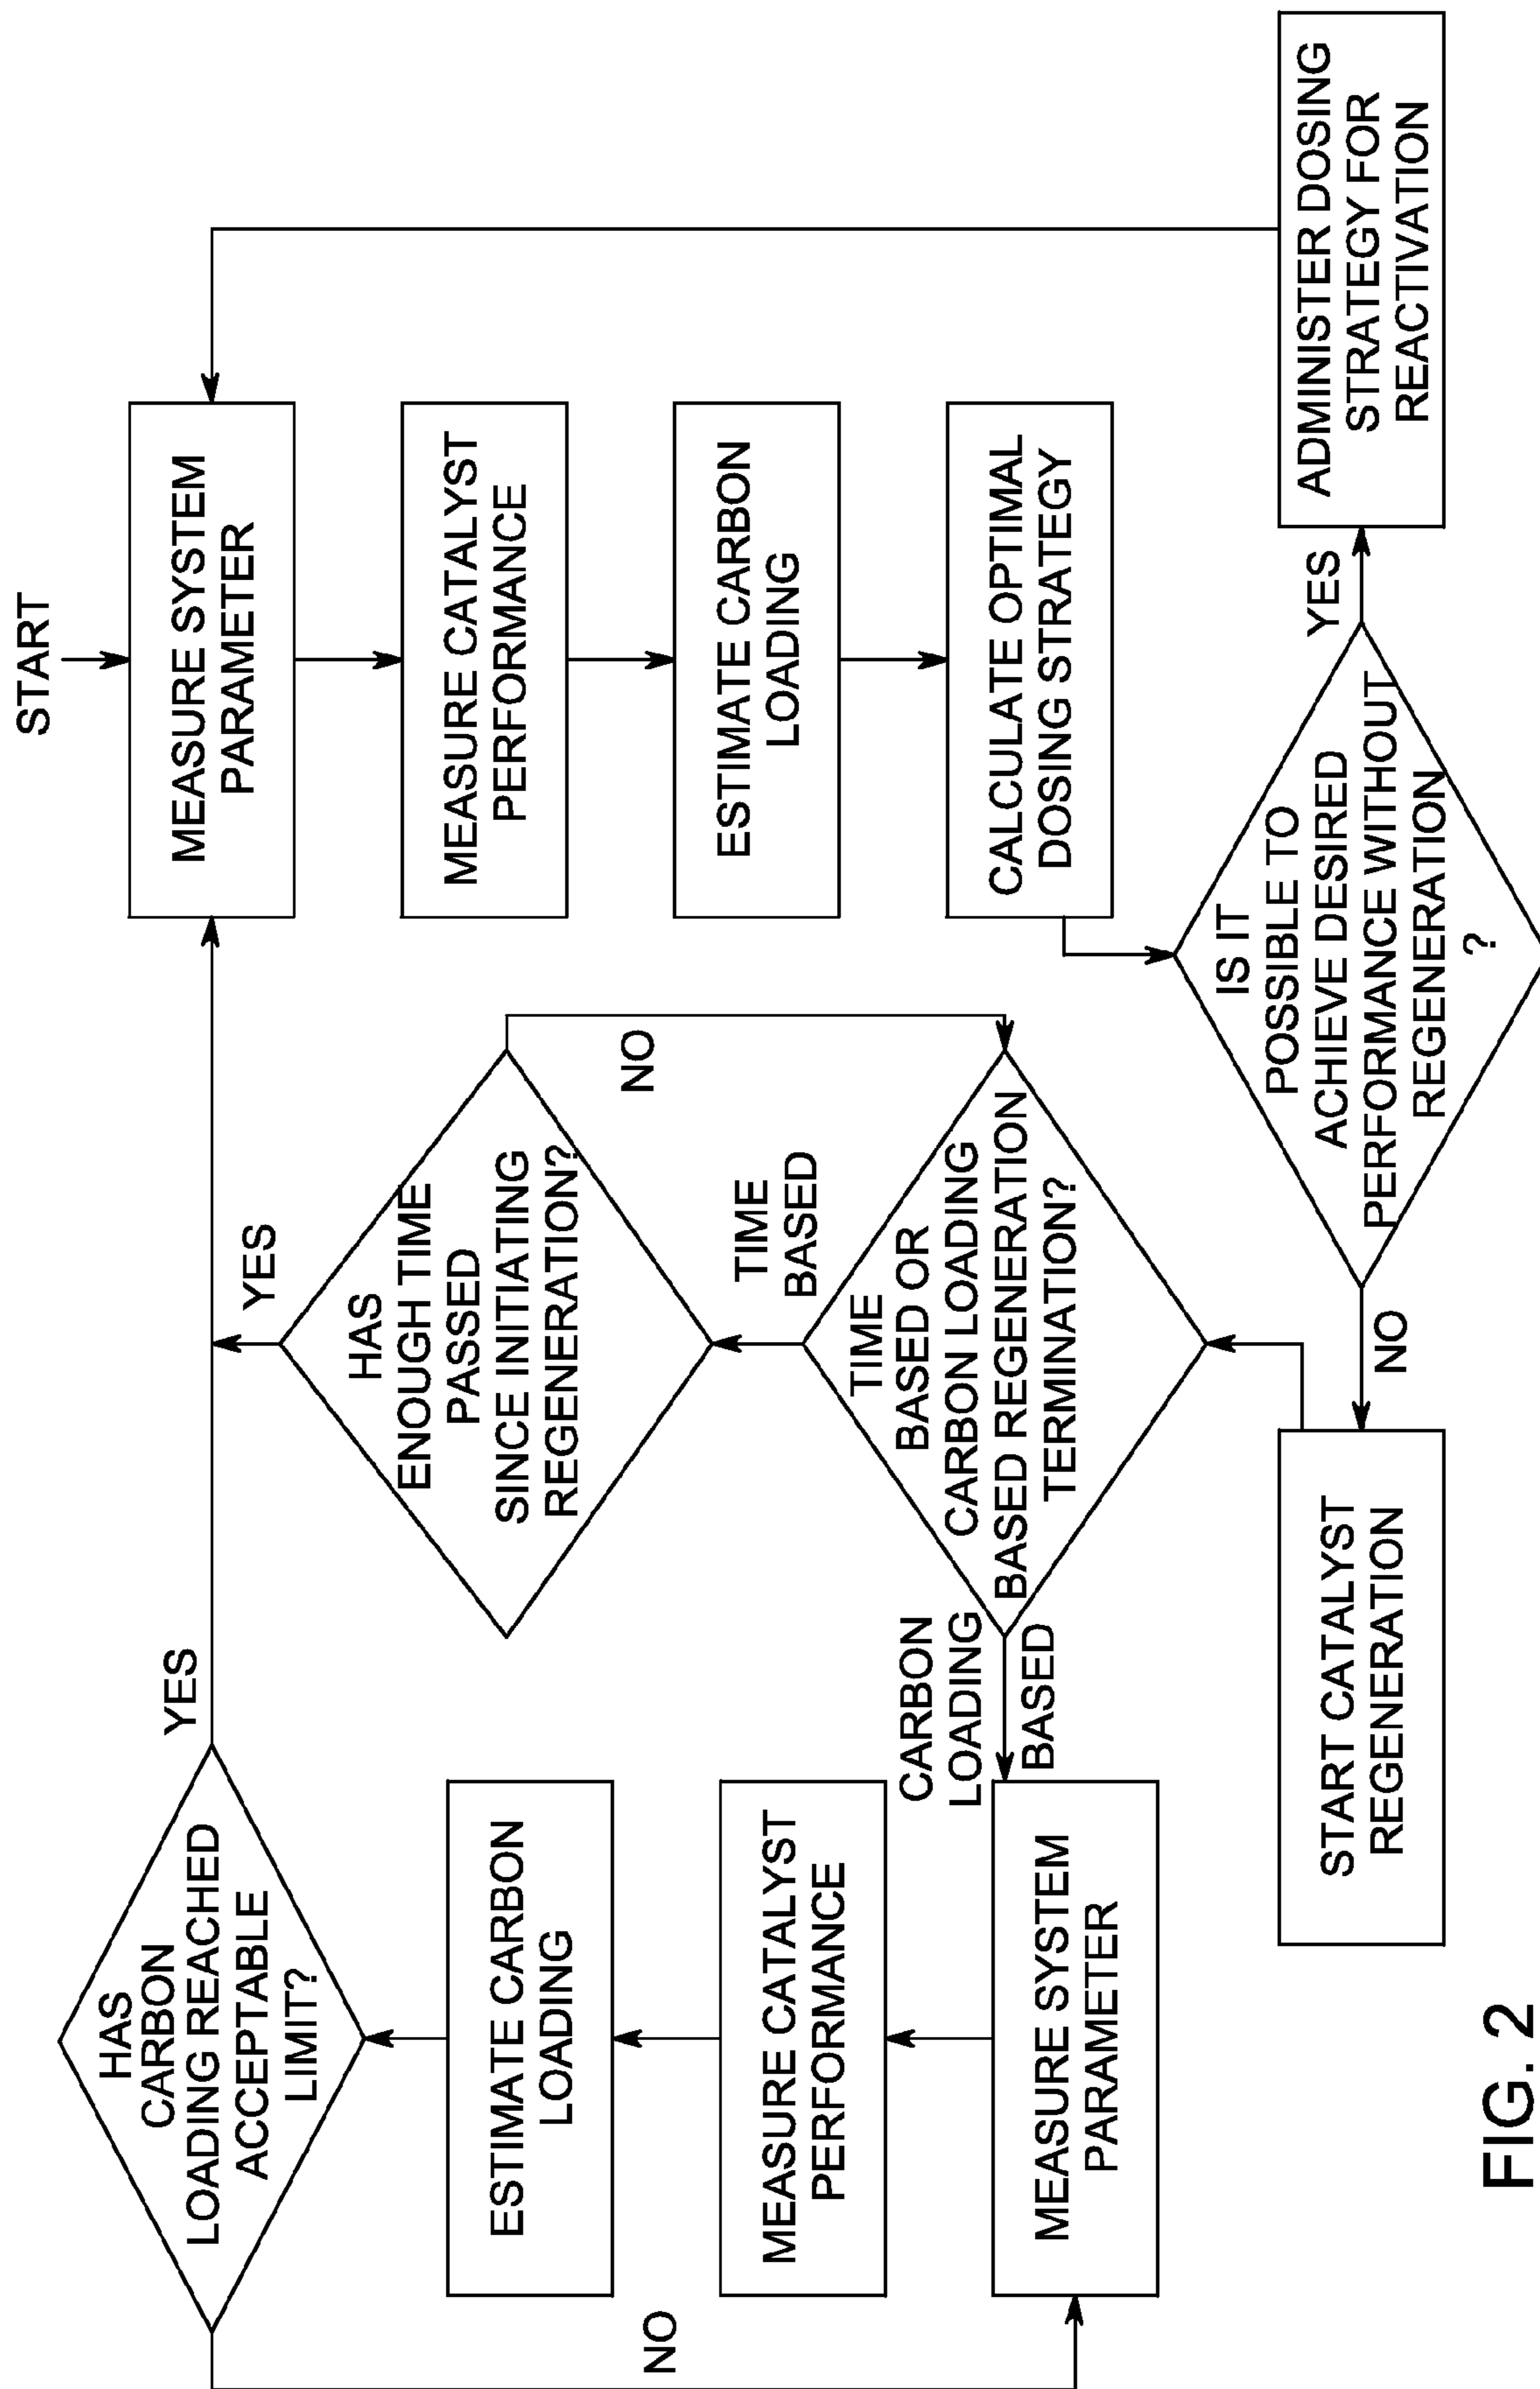 START
MEASURE SYSTEM
PARAMETER
MEASURE CATALYST
PERFORMANCE
ESTIMATE CARBON
LOADING
CALCULATE OPTIMAL
DOSING STRATEGY
IS IT
POSSIBLE TO
ACHIEVE DESIRED
PERFORMANCE WITHOUT
REGENERATION
?
YES
ADMINISTER DOSING
STRATEGY FOR
REACTIVATION
NO
START CATALYST
REGENERATION
TIME
BASED OR
CARBON LOADING
BASED REGENERATION
TERMINATION?
TIME
BASED
HAS
ENOUGH TIME
PASSED
SINCE INITIATING
REGENERATION?
YES
NO
CARBON
LOADING
BASED
MEASURE SYSTEM
PARAMETER
MEASURE CATALYST
PERFORMANCE
ESTIMATE CARBON
LOADING
HAS
CARBON
LOADING REACHED
ACCEPTABLE
LIMIT?
YES
NO
FIG. 2